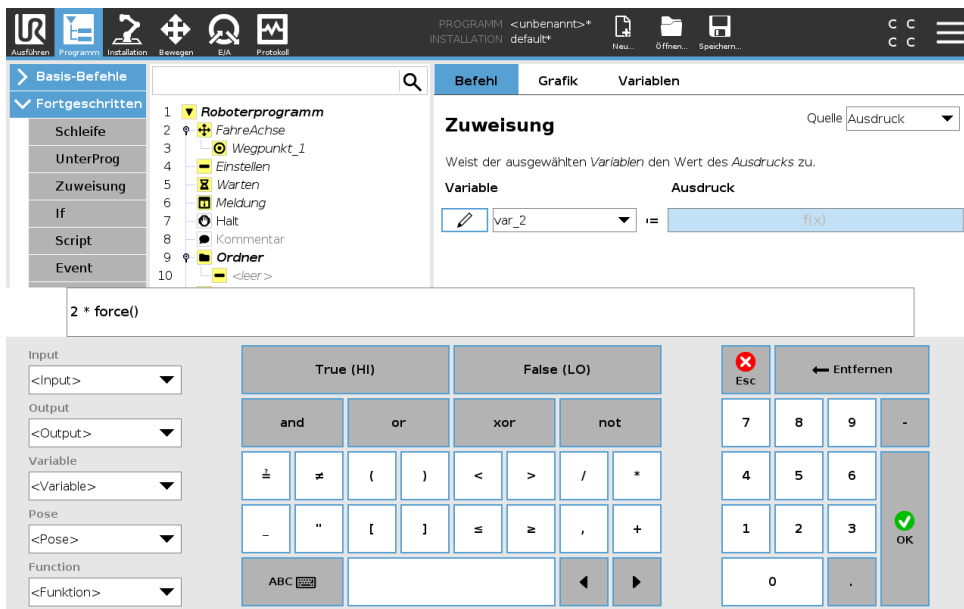 PROGRAMM <unbenannt>*
INSTALLATION default*
Ausführen Programm Installation Bewegen E/A Protokoll
Neu... Öffnen... Speichern...
C C
C C
Basis-Befehle
Fortgeschritten
Schleife
UnterProg
Zuweisung
If
Script
Event
1 Roboterprogramm
2 FahreAchse
3 Wegpunkt_1
4 Einstellen
5 Warten
6 Meldung
7 Halt
8 Kommentar
9 Ordner
10 <leer>
Befehl Grafik Variablen
Zuweisung
Quelle Ausdruck
Weist der ausgewählten Variablen den Wert des Ausdrucks zu.
Variable Ausdruck
var_2 := f(x)
2 * force()
Input
<Input>
Output
<Output>
Variable
<Variable>
Pose
<Pose>
Function
<Funktion>
True (HI) False (LO)
and or xor not
≟ ≠ ( ) < > / *
_ " [ ] ≤ ≥ , +
ABC
Esc Entfernen
7 8 9 -
4 5 6
1 2 3 OK
0 .